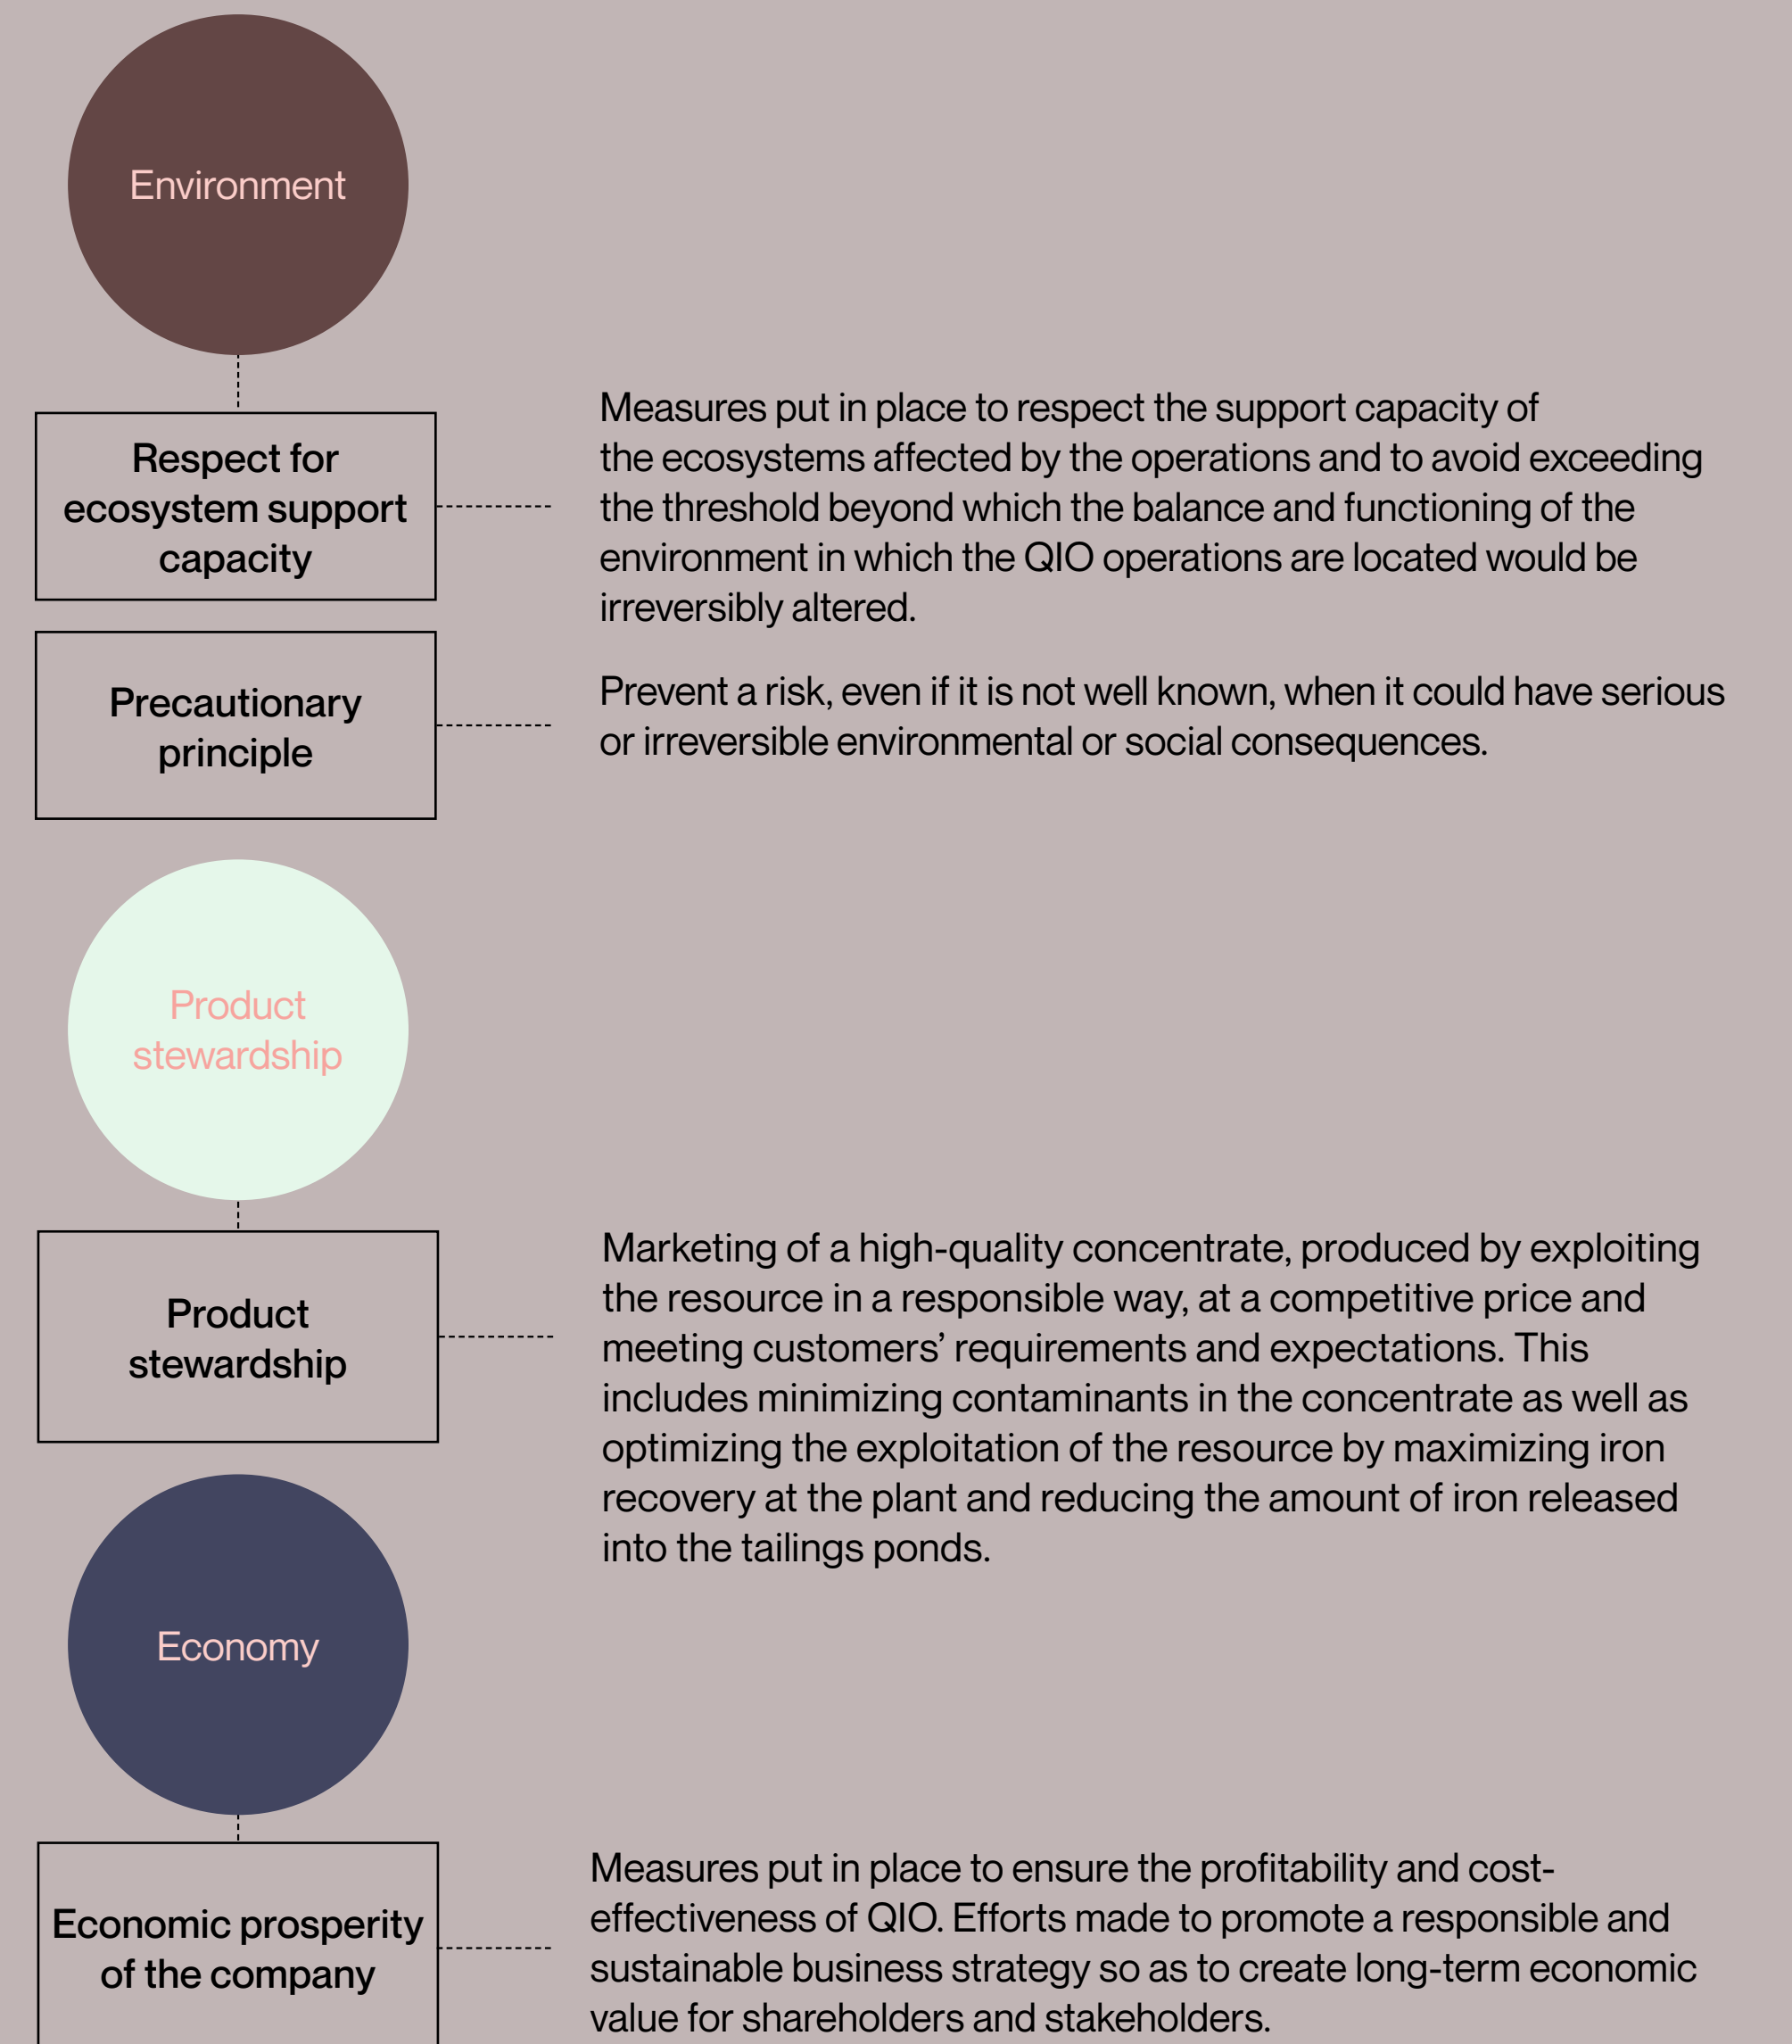 Environment
Respect for
ecosystem support
capacity
Measures put in place to respect the support capacity of
the ecosystems affected by the operations and to avoid exceeding
the threshold beyond which the balance and functioning of the
environment in which the QIO operations are located would be
irreversibly altered.
Precautionary
principle
Prevent a risk, even if it is not well known, when it could have serious
or irreversible environmental or social consequences.
Product
stewardship
Product
stewardship
Marketing of a high-quality concentrate, produced by exploiting
the resource in a responsible way, at a competitive price and
meeting customers’ requirements and expectations. This
includes minimizing contaminants in the concentrate as well as
optimizing the exploitation of the resource by maximizing iron
recovery at the plant and reducing the amount of iron released
into the tailings ponds.
Economy
Economic prosperity
of the company
Measures put in place to ensure the profitability and cost-
effectiveness of QIO. Efforts made to promote a responsible and
sustainable business strategy so as to create long-term economic
value for shareholders and stakeholders.